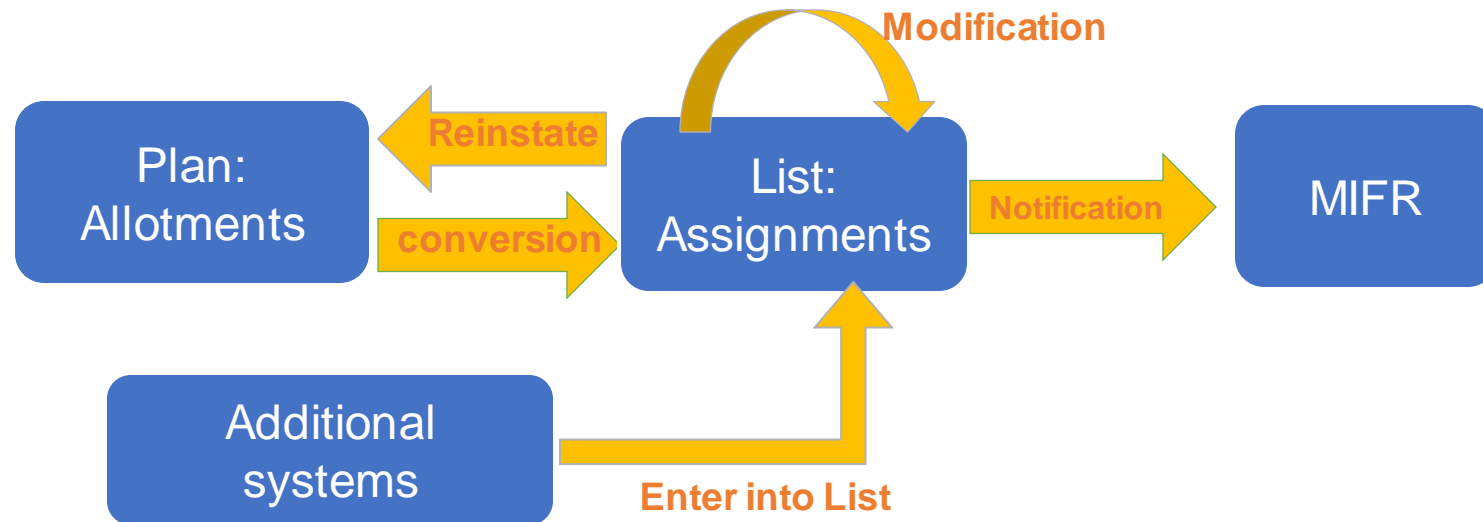 Modification
Reinstate
Plan:
Allotments
conversion
List:
Assignments
Notification
MIFR
Additional
systems
Enter into List